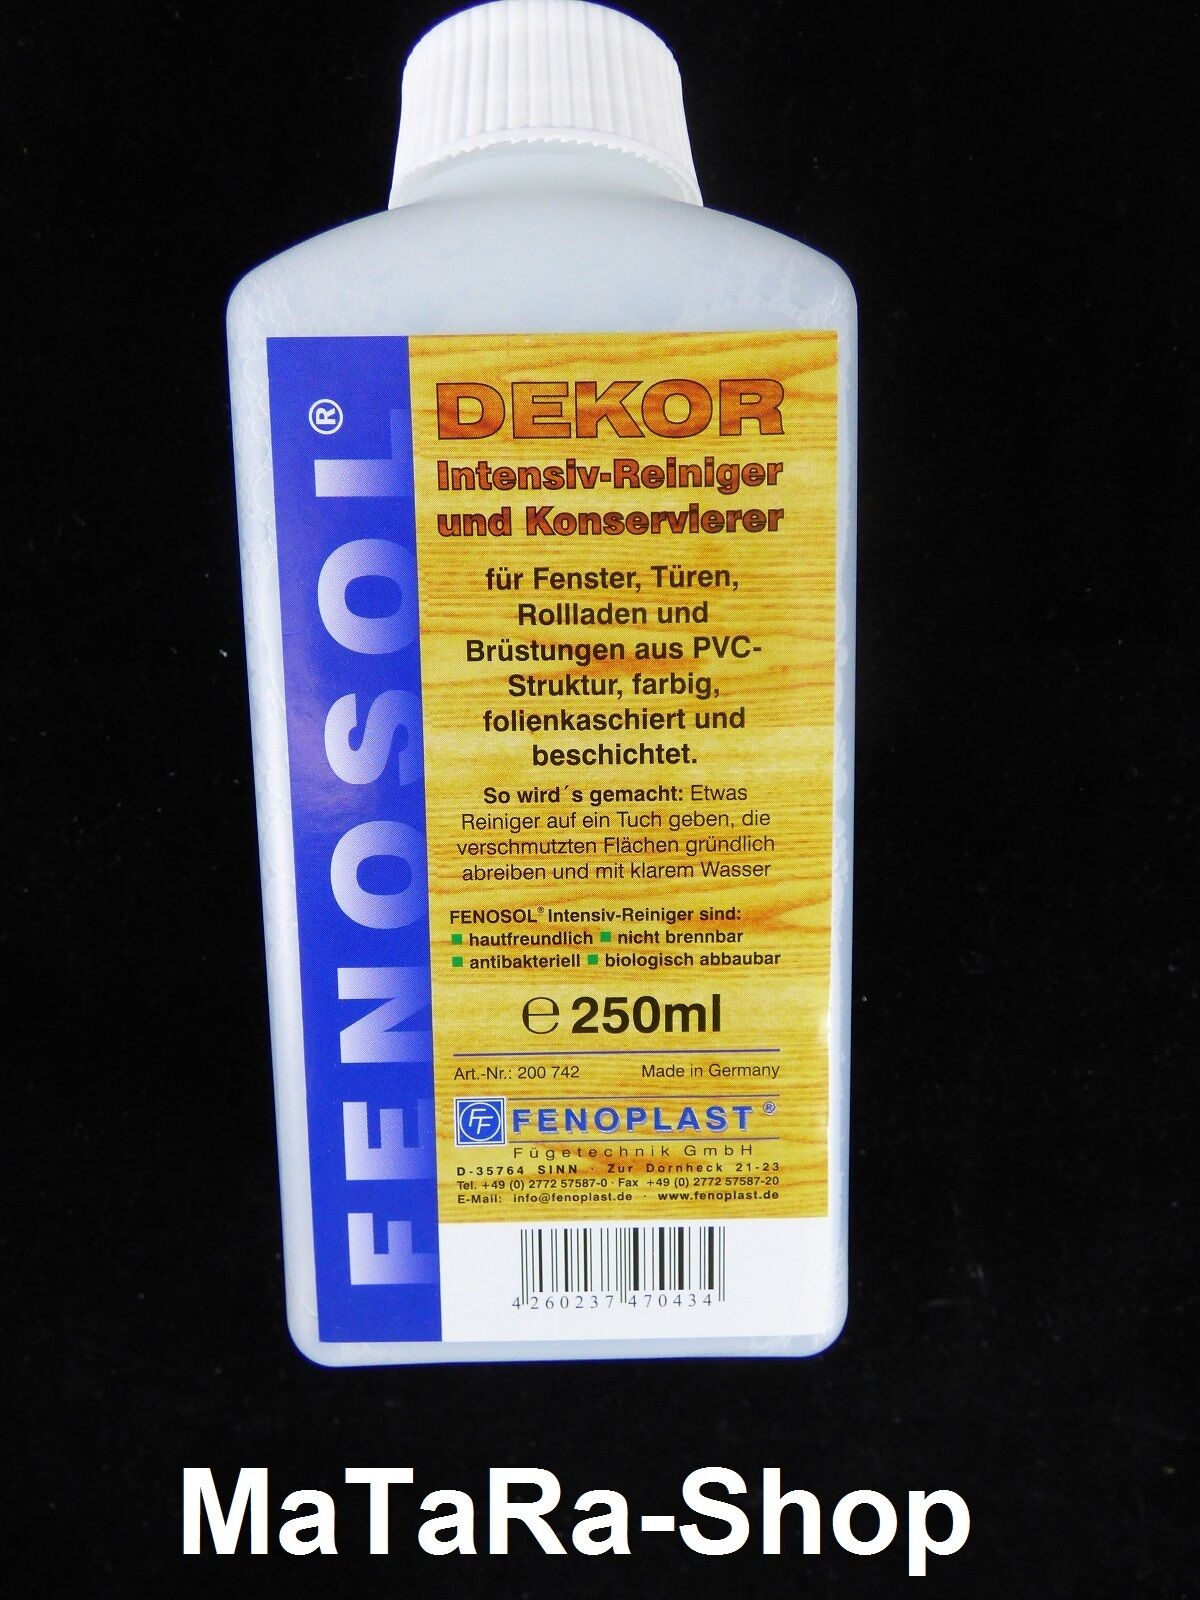 FENOSOL®
DEKOR
Intensiv-Reiniger
und Konservierer
für Fenster, Türen,
Rollladen und
Brüstungen aus PVC-
Struktur, farbig,
folienkaschiert und
beschichtet.
So wird´s gemacht: Etwas
Reiniger auf ein Tuch geben, die
verschmutzten Flächen gründlich
abreiben und mit klarem Wasser
FENOSOL® Intensiv-Reiniger sind:
■ hautfreundlich ■ nicht brennbar
■ antibakteriell ■ biologisch abbaubar
℮ 250ml
Art.-Nr.: 200 742 Made in Germany
FF FENOPLAST®
Fügetechnik GmbH
D-35764 SINN · Zur Dornheck 21-23
Tel. +49 (0) 2772 57587-0 · Fax +49 (0) 2772 57587-20
E-Mail: info@fenoplast.de · www.fenoplast.de
4 260237 470434
MaTaRa-Shop